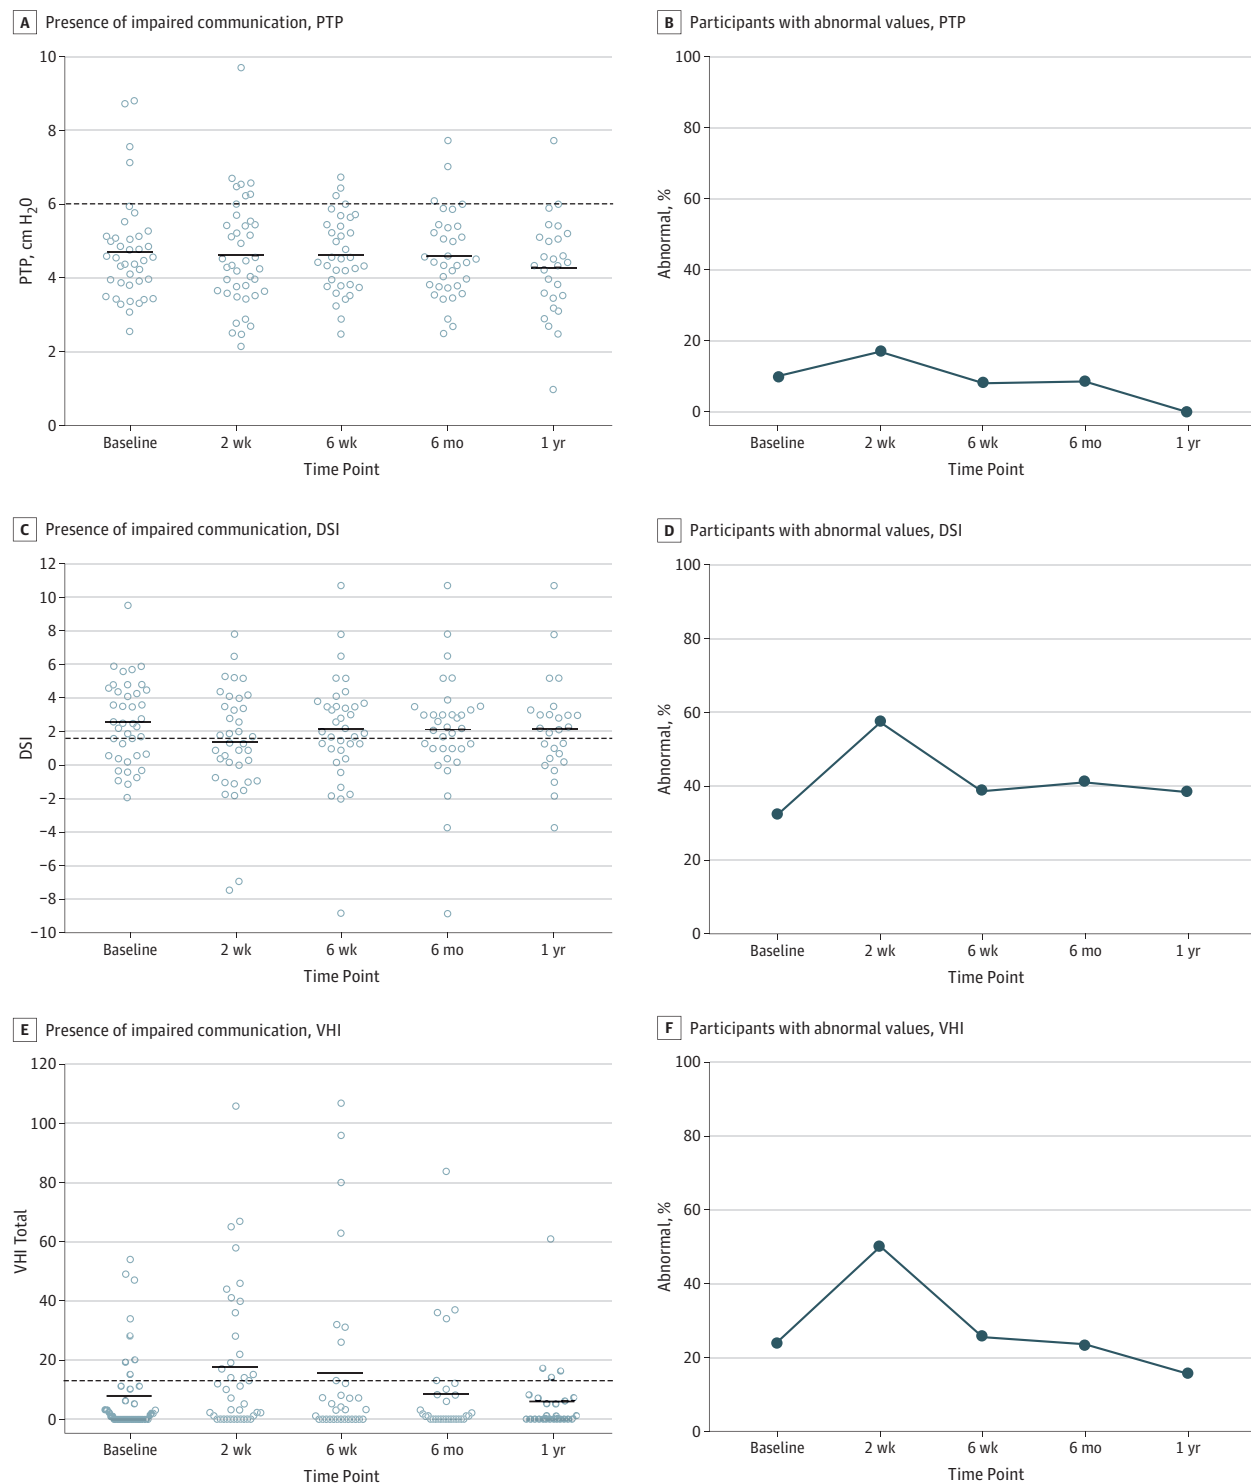 A Presence of impaired communication, PTP
10
8
6
4
2
0
PTP, cm H2O
Baseline 2 wk 6 wk 6 mo 1 yr
Time Point
B Participants with abnormal values, PTP
100
80
60
40
20
0
Abnormal, %
Baseline 2 wk 6 wk 6 mo 1 yr
Time Point
C Presence of impaired communication, DSI
12
10
8
6
4
2
0
−2
−4
−6
−8
−10
DSI
Baseline 2 wk 6 wk 6 mo 1 yr
Time Point
D Participants with abnormal values, DSI
100
80
60
40
20
0
Abnormal, %
Baseline 2 wk 6 wk 6 mo 1 yr
Time Point
E Presence of impaired communication, VHI
120
100
80
60
40
20
0
VHI Total
Baseline 2 wk 6 wk 6 mo 1 yr
Time Point
F Participants with abnormal values, VHI
100
80
60
40
20
0
Abnormal, %
Baseline 2 wk 6 wk 6 mo 1 yr
Time Point